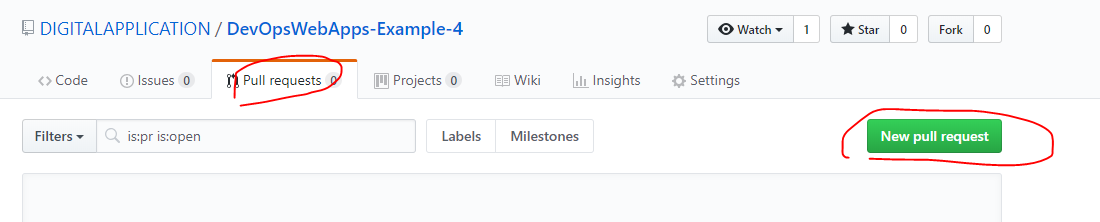 DIGITALAPPLICATION / DevOpsWebApps-Example-4 Watch 1 Star 0 Fork 0
Code Issues 0 Pull requests 0 Projects 0 Wiki Insights Settings
Filters is:pr is:open Labels Milestones New pull request